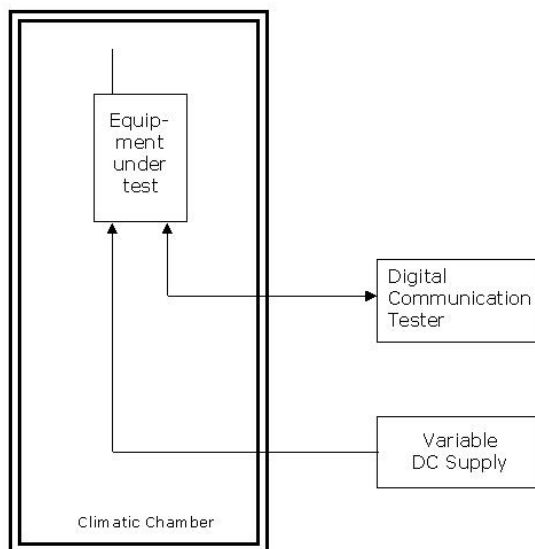 Equip-
ment
under
test
Digital
Communication
Tester
Variable
DC Supply
Climatic Chamber